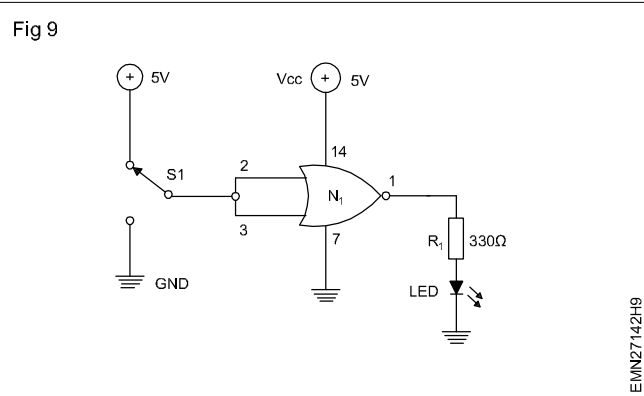 Fig 9
5V
Vcc
5V
14
S1
2
N1
1
3
7
R1
330Ω
GND
LED
EMN27142H9